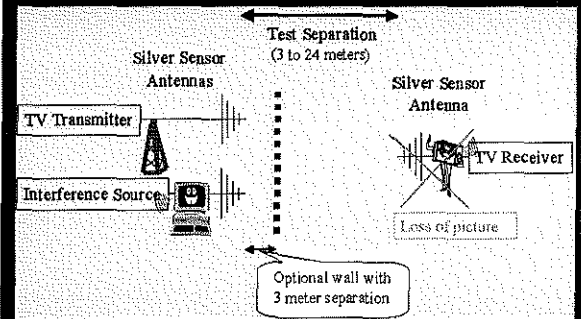 Test Separation
(3 to 24 meters)
Silver Sensor
Antennas
Silver Sensor
Antenna
TV Transmitter
TV Receiver
Interference Source
Loss of picture
Optional wall with
3 meter separation